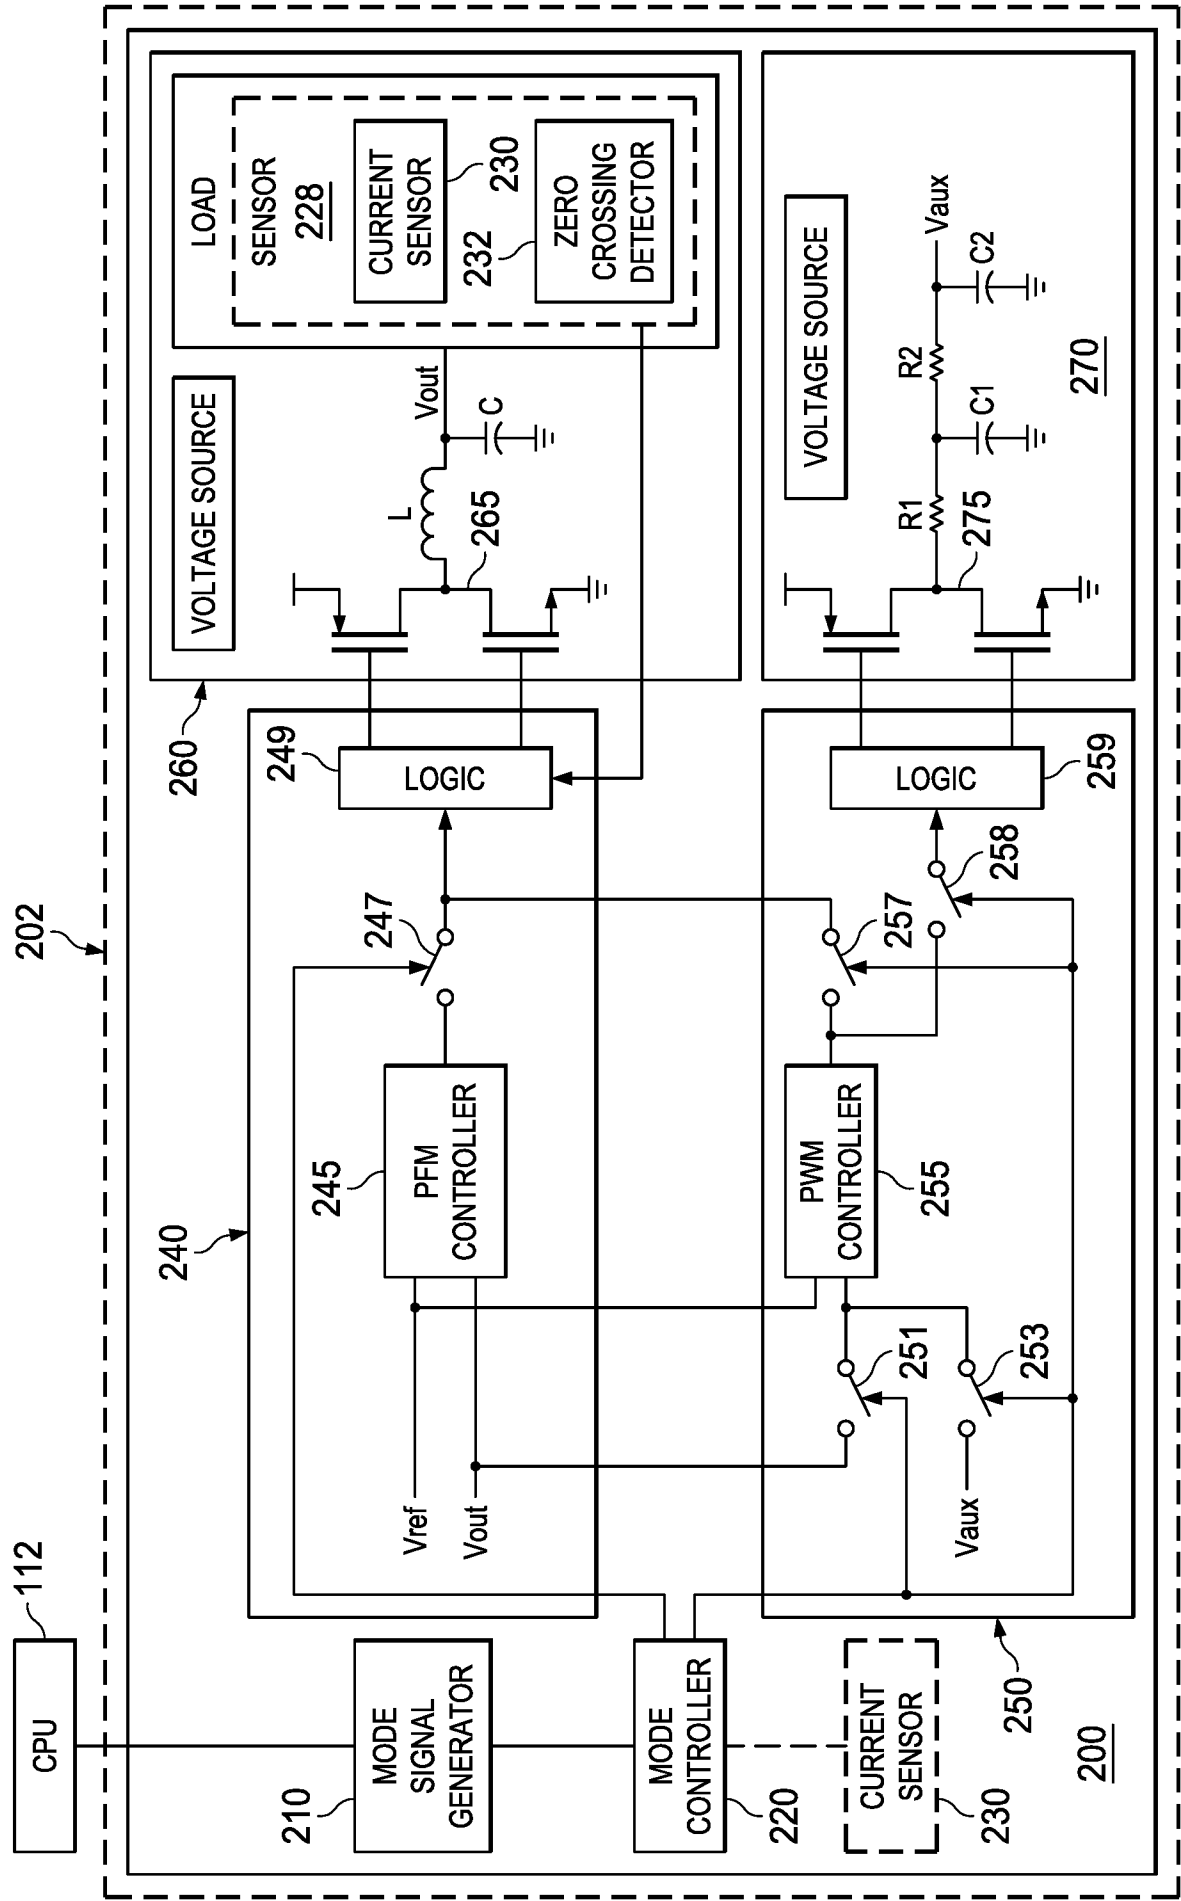 202
CPU
112
MODE
SIGNAL
GENERATOR
210
MODE
CONTROLLER
220
CURRENT
SENSOR
230
200
240
Vref
Vout
PFM
CONTROLLER
245
247
LOGIC
249
250
Vaux
251
253
PWM
CONTROLLER
255
257
258
LOGIC
259
260
VOLTAGE SOURCE
265
L
C
Vout
LOAD
SENSOR
228
CURRENT
SENSOR
230
232
ZERO
CROSSING
DETECTOR
VOLTAGE SOURCE
275
R1
C1
R2
C2
Vaux
270